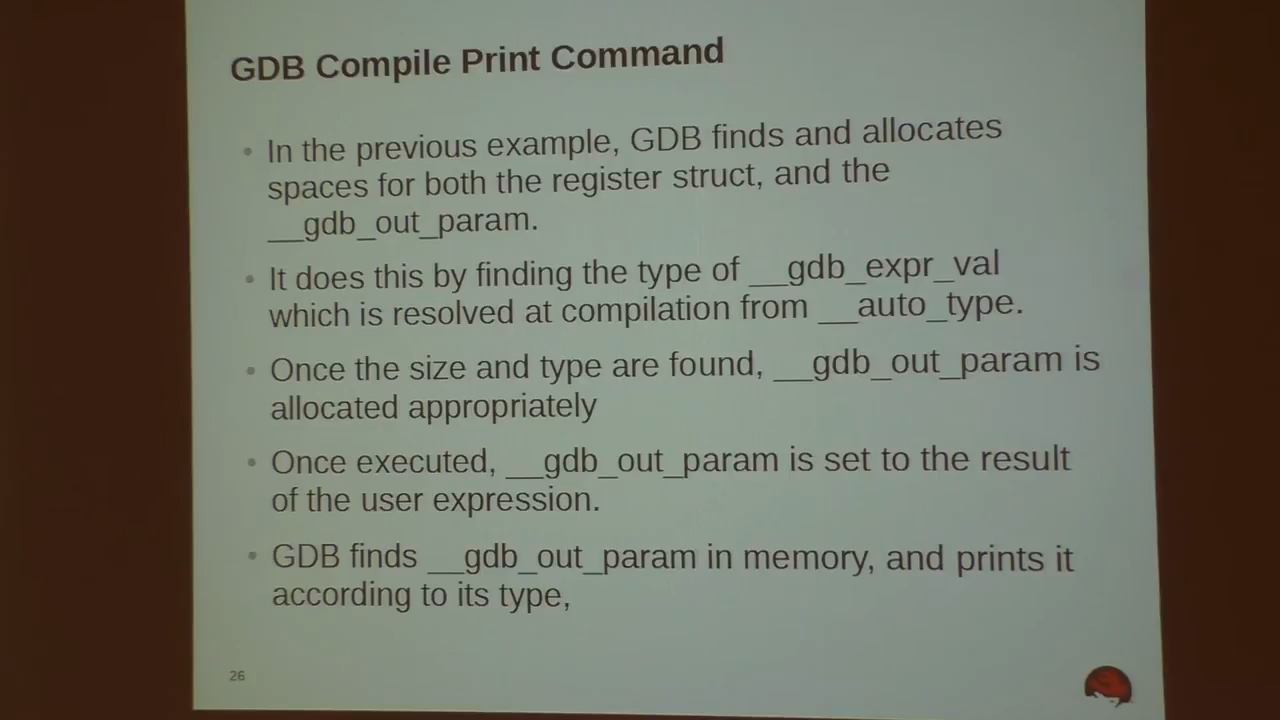 GDB Compile Print Command
• In the previous example, GDB finds and allocates
spaces for both the register struct, and the
__gdb_out_param.
• It does this by finding the type of __gdb_expr_val
which is resolved at compilation from __auto_type.
• Once the size and type are found, __gdb_out_param is
allocated appropriately
• Once executed, __gdb_out_param is set to the result
of the user expression.
• GDB finds __gdb_out_param in memory, and prints it
according to its type,
26